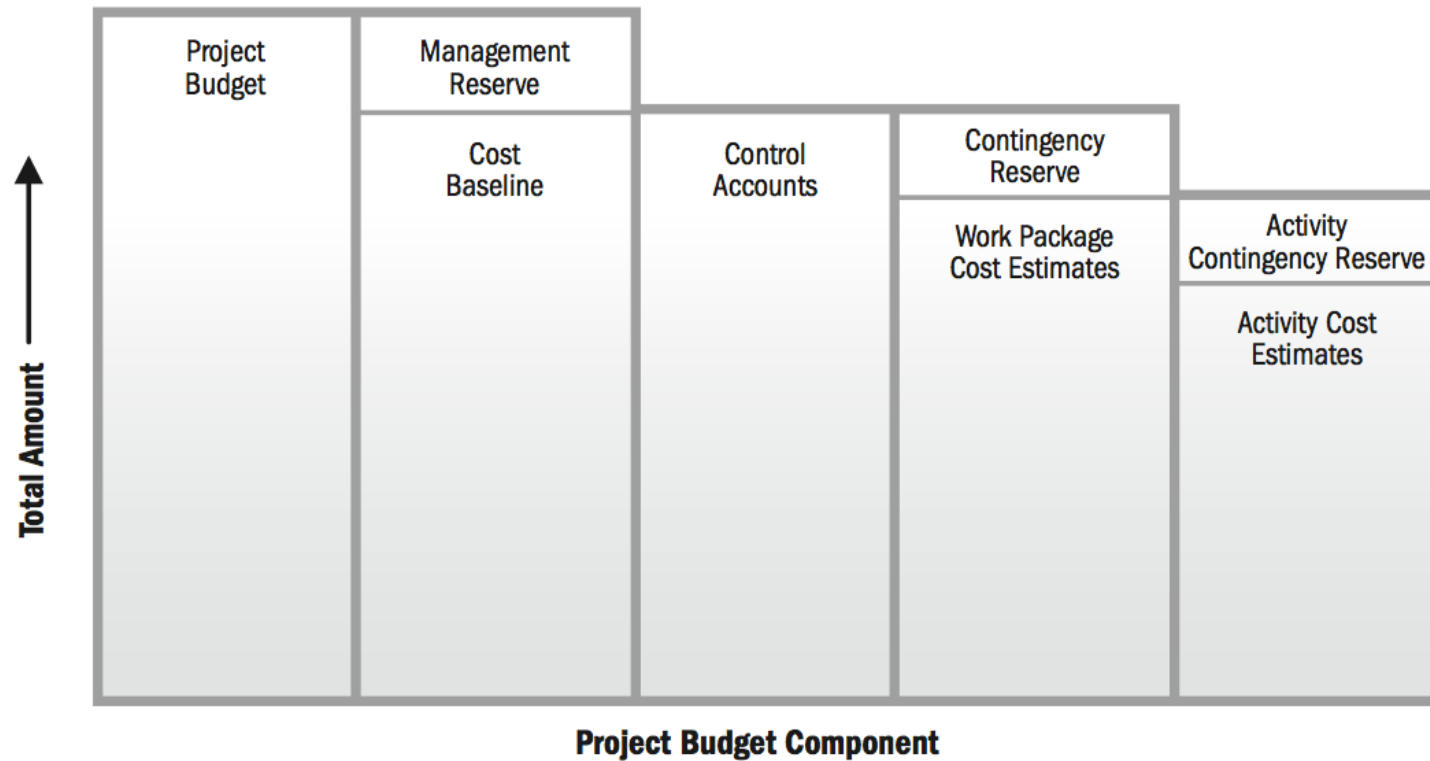 Project
Budget
Management
Reserve
Cost
Baseline
Control
Accounts
Contingency
Reserve
Work Package
Cost Estimates
Activity
Contingency Reserve
Activity Cost
Estimates
Total Amount
Project Budget Component